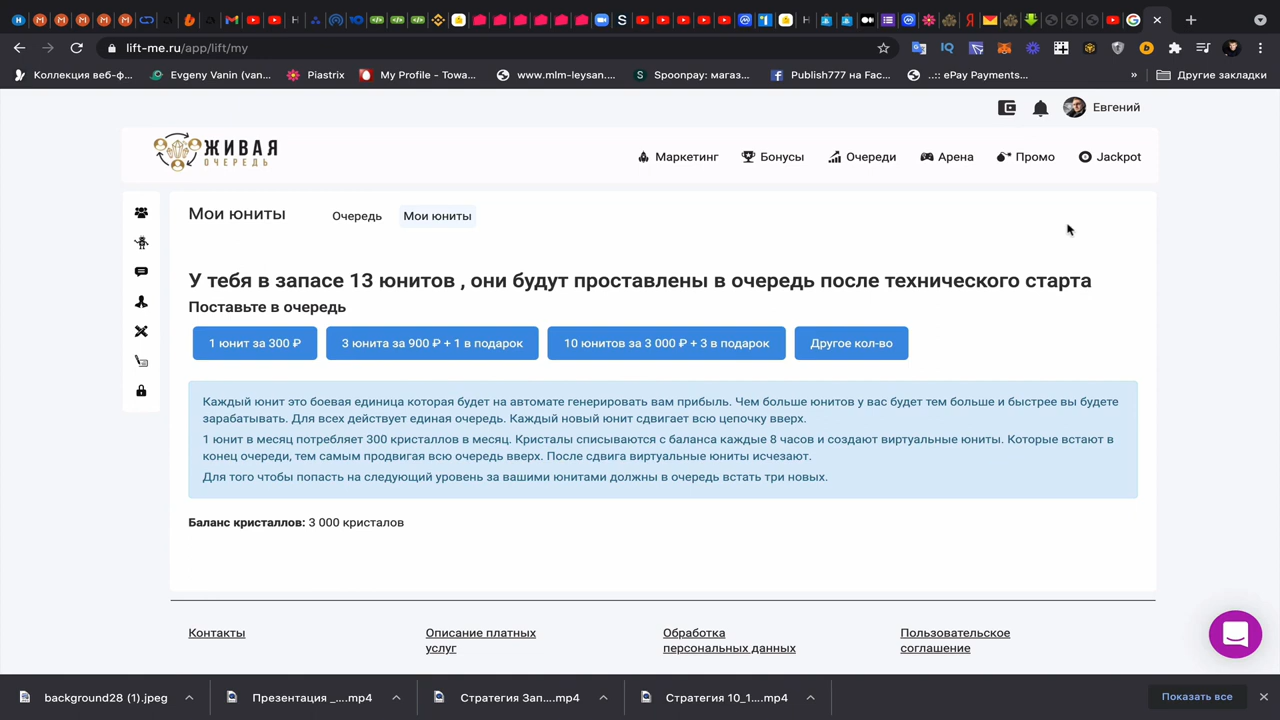 lift-me.ru/app/lift/my
Коллекция веб-ф...
Evgeny Vanin (van...
Piastrix
My Profile - Towa...
www.mlm-leysan....
Spoonpay: магаз...
Publish777 на Fac...
..:: ePay Payments...
»
Другие закладки
Евгений
ЖИВАЯ
ОЧЕРЕДЬ
Маркетинг
Бонусы
Очереди
Арена
Промо
Jackpot
Мои юниты
Очередь
Мои юниты
У тебя в запасе 13 юнитов , они будут проставлены в очередь после технического старта
Поставьте в очередь
1 юнит за 300 ₽
3 юнита за 900 ₽ + 1 в подарок
10 юнитов за 3 000 ₽ + 3 в подарок
Другое кол-во
Каждый юнит это боевая единица которая будет на автомате генерировать вам прибыль. Чем больше юнитов у вас будет тем больше и быстрее вы будете
зарабатывать. Для всех действует единая очередь. Каждый новый юнит сдвигает всю цепочку вверх.
1 юнит в месяц потребляет 300 кристаллов в месяц. Кристалы списываются с баланса каждые 8 часов и создают виртуальные юниты. Которые встают в
конец очереди, тем самым продвигая всю очередь вверх. После сдвига виртуальные юниты исчезают.
Для того чтобы попасть на следующий уровень за вашими юнитами должны в очередь встать три новых.
Баланс кристаллов: 3 000 кристалов
Контакты
Описание платных
услуг
Обработка
персональных данных
Пользовательское
соглашение
background28 (1).jpeg
Презентация _....mp4
Стратегия Зап....mp4
Стратегия 10_1....mp4
Показать все